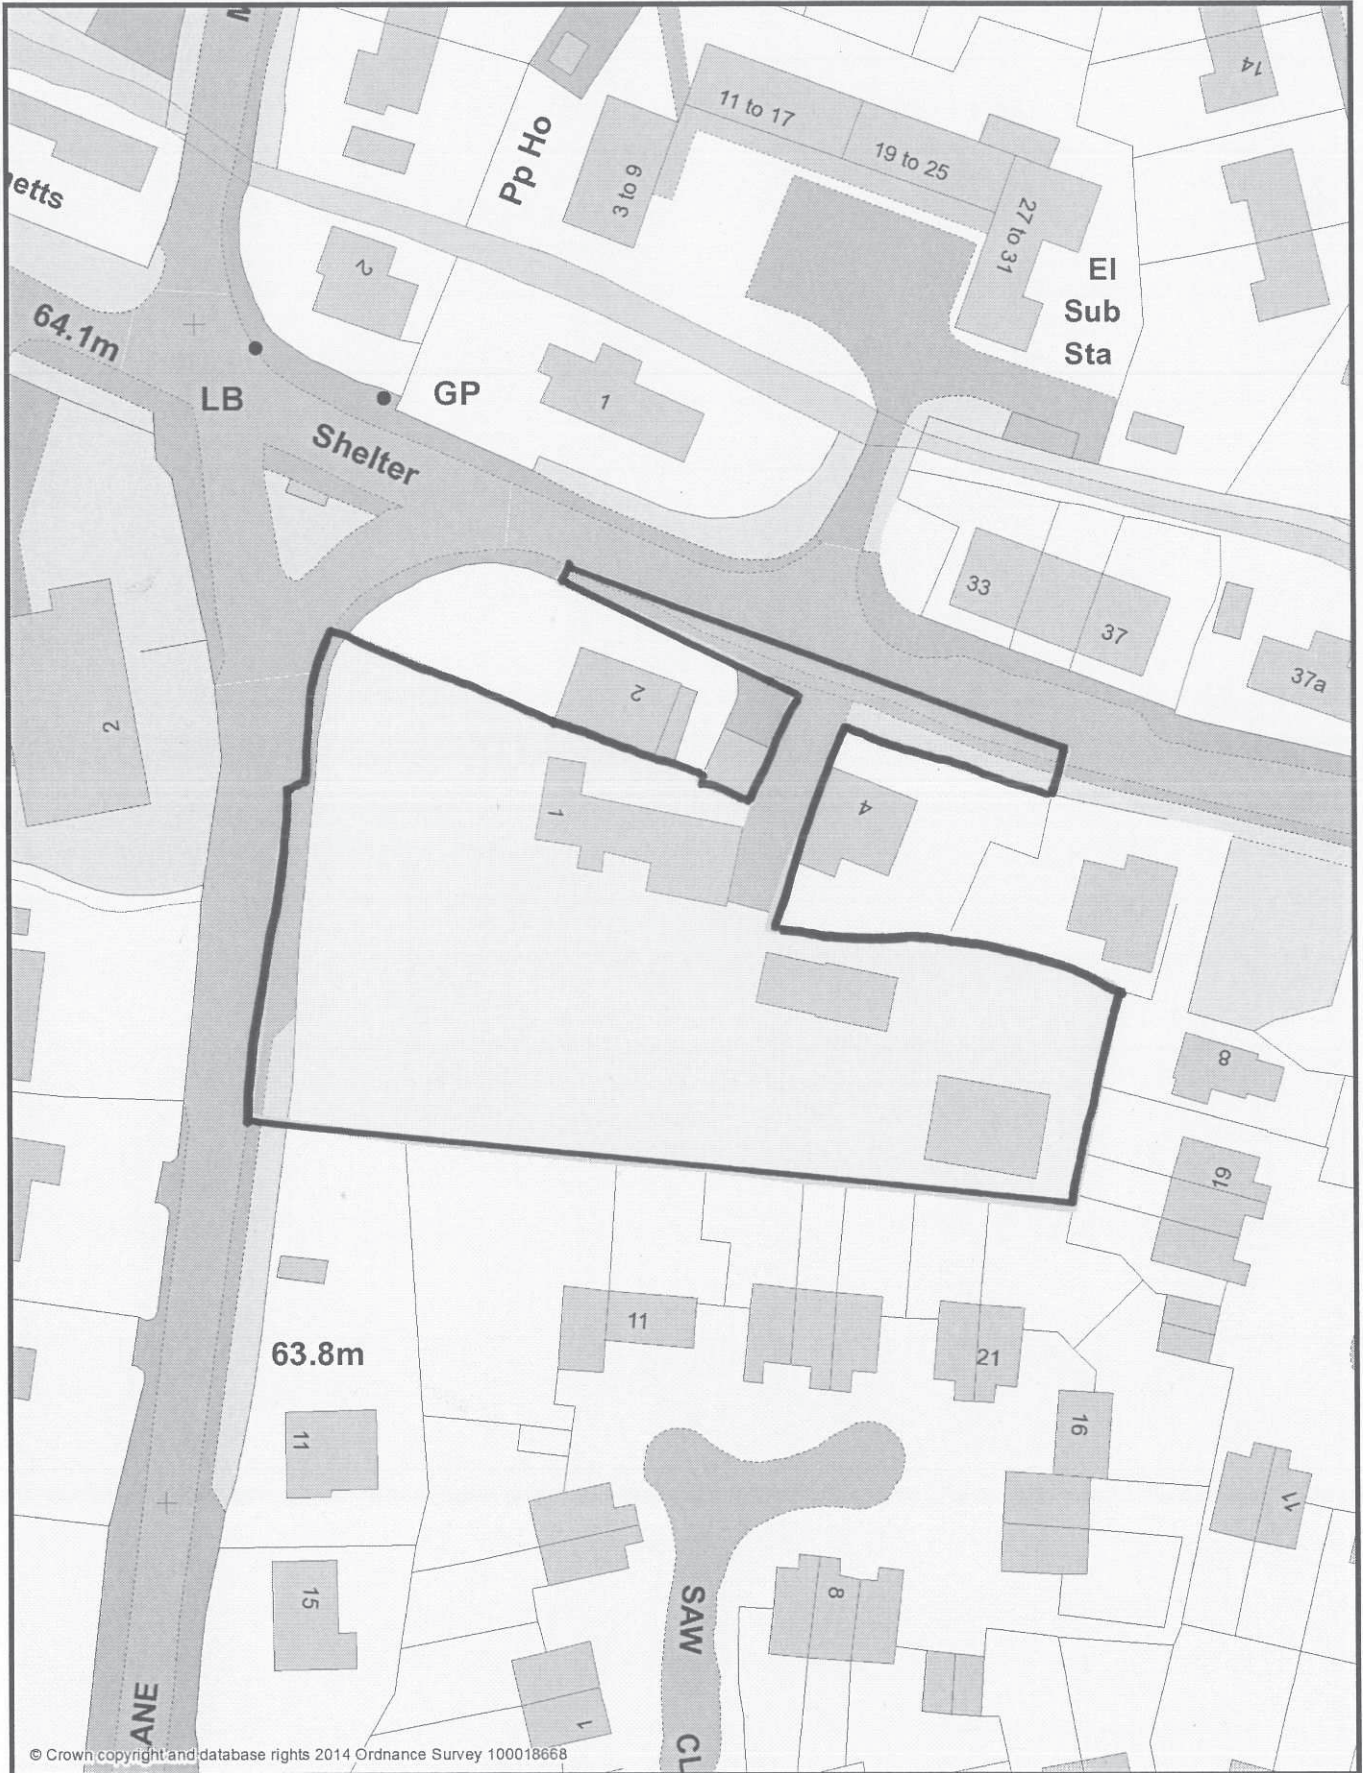 14
11 to 17
19 to 25
Pp Ho
3 to 9
27 to 31
etts
El
Sub
Sta
2
64.1m
LB
GP
1
Shelter
33
37
37a
2
2
1
4
8
19
11
63.8m
21
11
16
11
15
8
SAW
CL
1
ANE
© Crown copyright and database rights 2014 Ordnance Survey 100018668